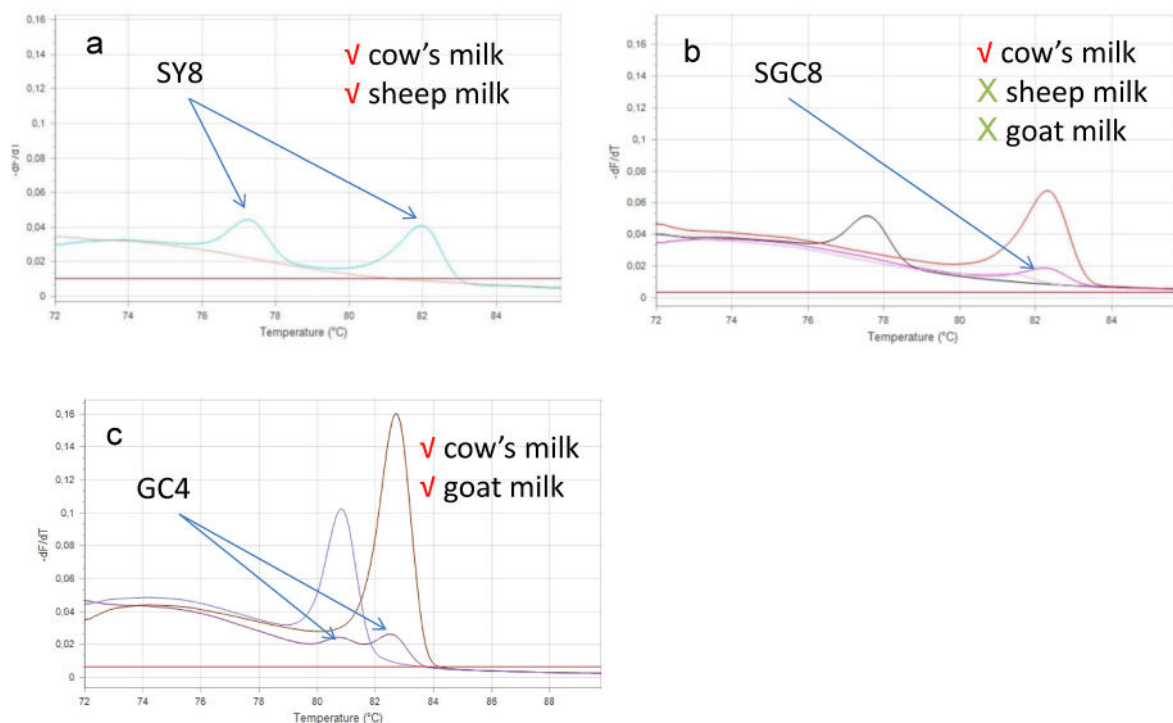 a
SY8
√ cow's milk
√ sheep milk
0,16
0,14
0,12
0,1
0,08
0,06
0,04
0,02
0
-dF/dT
72 74 76 78 80 82 84
Temperature (°C)
b
SGC8
√ cow's milk
X sheep milk
X goat milk
0,16
0,14
0,12
0,1
0,08
0,06
0,04
0,02
0
-dF/dT
72 74 76 78 80 82 84
Temperature (°C)
c
GC4
√ cow's milk
√ goat milk
0,16
0,14
0,12
0,1
0,08
0,06
0,04
0,02
0
-dF/dT
72 74 76 78 80 82 84 86 88
Temperature (°C)